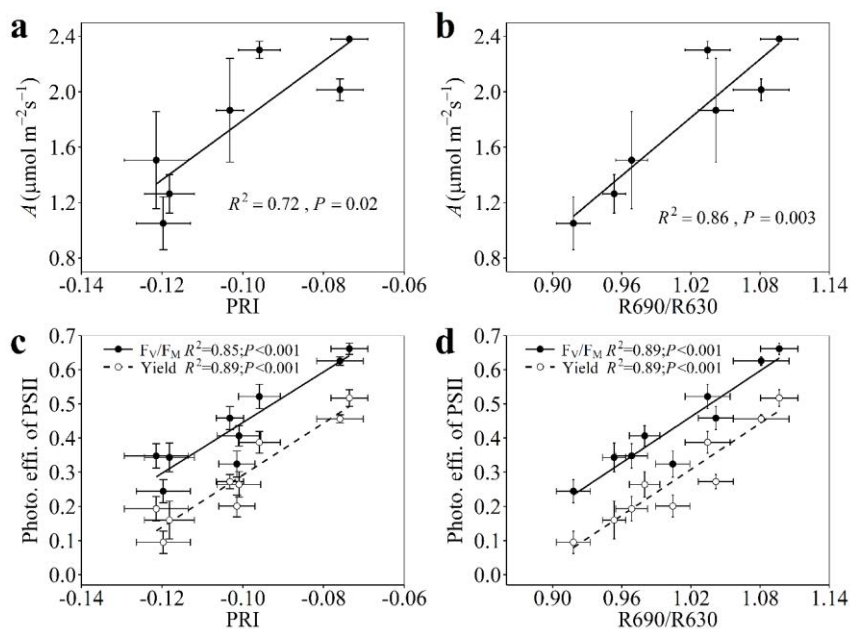 a
2.4
2.0
1.6
1.2
0.8
A (μmol m⁻²s⁻¹)
R² = 0.72 , P = 0.02
-0.14 -0.12 -0.10 -0.08 -0.06
PRI
b
2.4
2.0
1.6
1.2
0.8
A (μmol m⁻²s⁻¹)
R² = 0.86 , P = 0.003
0.90 0.96 1.02 1.08 1.14
R690/R630
c
0.7
0.6
0.5
0.4
0.3
0.2
0.1
0.0
Photo. effi. of PSII
F_V/F_M R²=0.85;P<0.001
Yield R²=0.89;P<0.001
-0.14 -0.12 -0.10 -0.08 -0.06
PRI
d
0.7
0.6
0.5
0.4
0.3
0.2
0.1
0.0
Photo. effi. of PSII
F_V/F_M R²=0.89;P<0.001
Yield R²=0.89;P<0.001
0.90 0.96 1.02 1.08 1.14
R690/R630